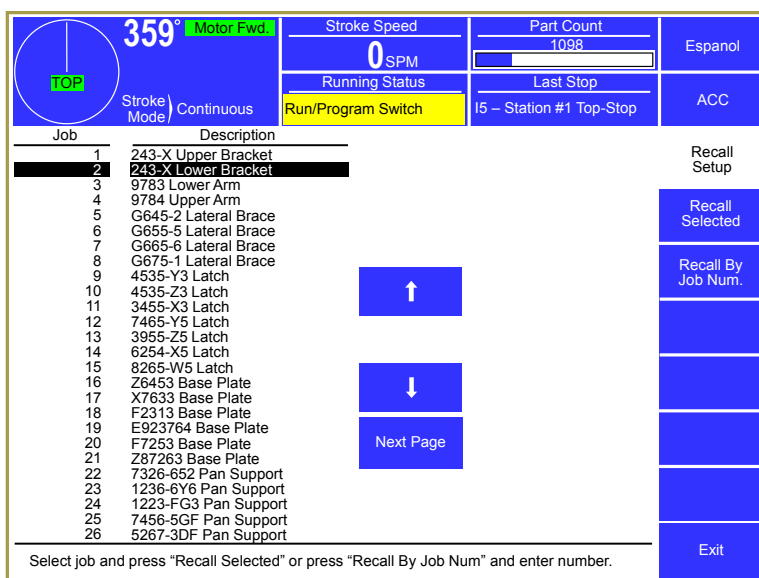 359° Motor Fwd.
TOP
Stroke Mode) Continuous
Stroke Speed
0 SPM
Part Count
1098
Running Status
Run/Program Switch
Last Stop
I5 – Station #1 Top-Stop
Espanol
ACC
Job Description
1 243-X Upper Bracket
2 243-X Lower Bracket
3 9783 Lower Arm
4 9784 Upper Arm
5 G645-2 Lateral Brace
6 G655-5 Lateral Brace
7 G665-6 Lateral Brace
8 G675-1 Lateral Brace
9 4535-Y3 Latch
10 4535-Z3 Latch
11 3455-X3 Latch
12 7465-Y5 Latch
13 3955-Z5 Latch
14 6254-X5 Latch
15 8265-W5 Latch
16 Z6453 Base Plate
17 X7633 Base Plate
18 F2313 Base Plate
19 E923764 Base Plate
20 F7253 Base Plate
21 Z87263 Base Plate
22 7326-652 Pan Support
23 1236-6Y6 Pan Support
24 1223-FG3 Pan Support
25 7456-5GF Pan Support
26 5267-3DF Pan Support
Next Page
Recall
Setup
Recall
Selected
Recall By
Job Num.
Exit
Select job and press “Recall Selected” or press “Recall By Job Num” and enter number.